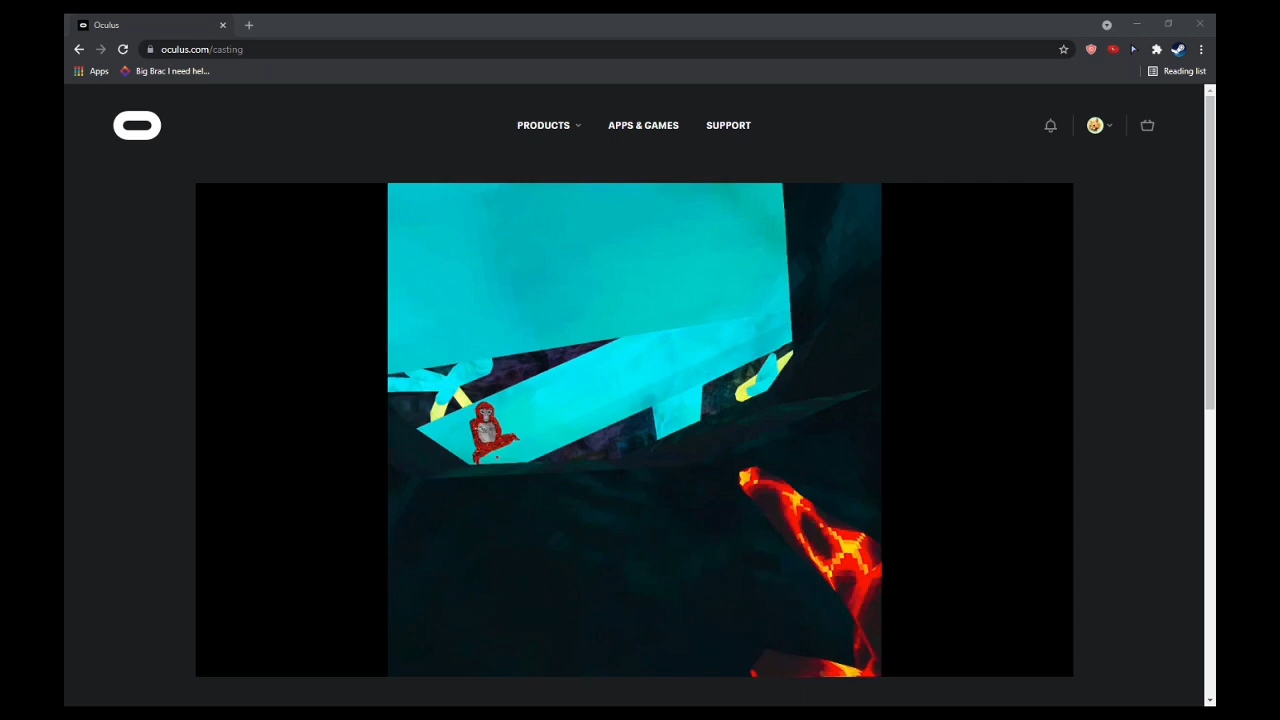 Oculus
oculus.com/casting
Apps
Big Brac I need hel...
Reading list
PRODUCTS
APPS & GAMES
SUPPORT